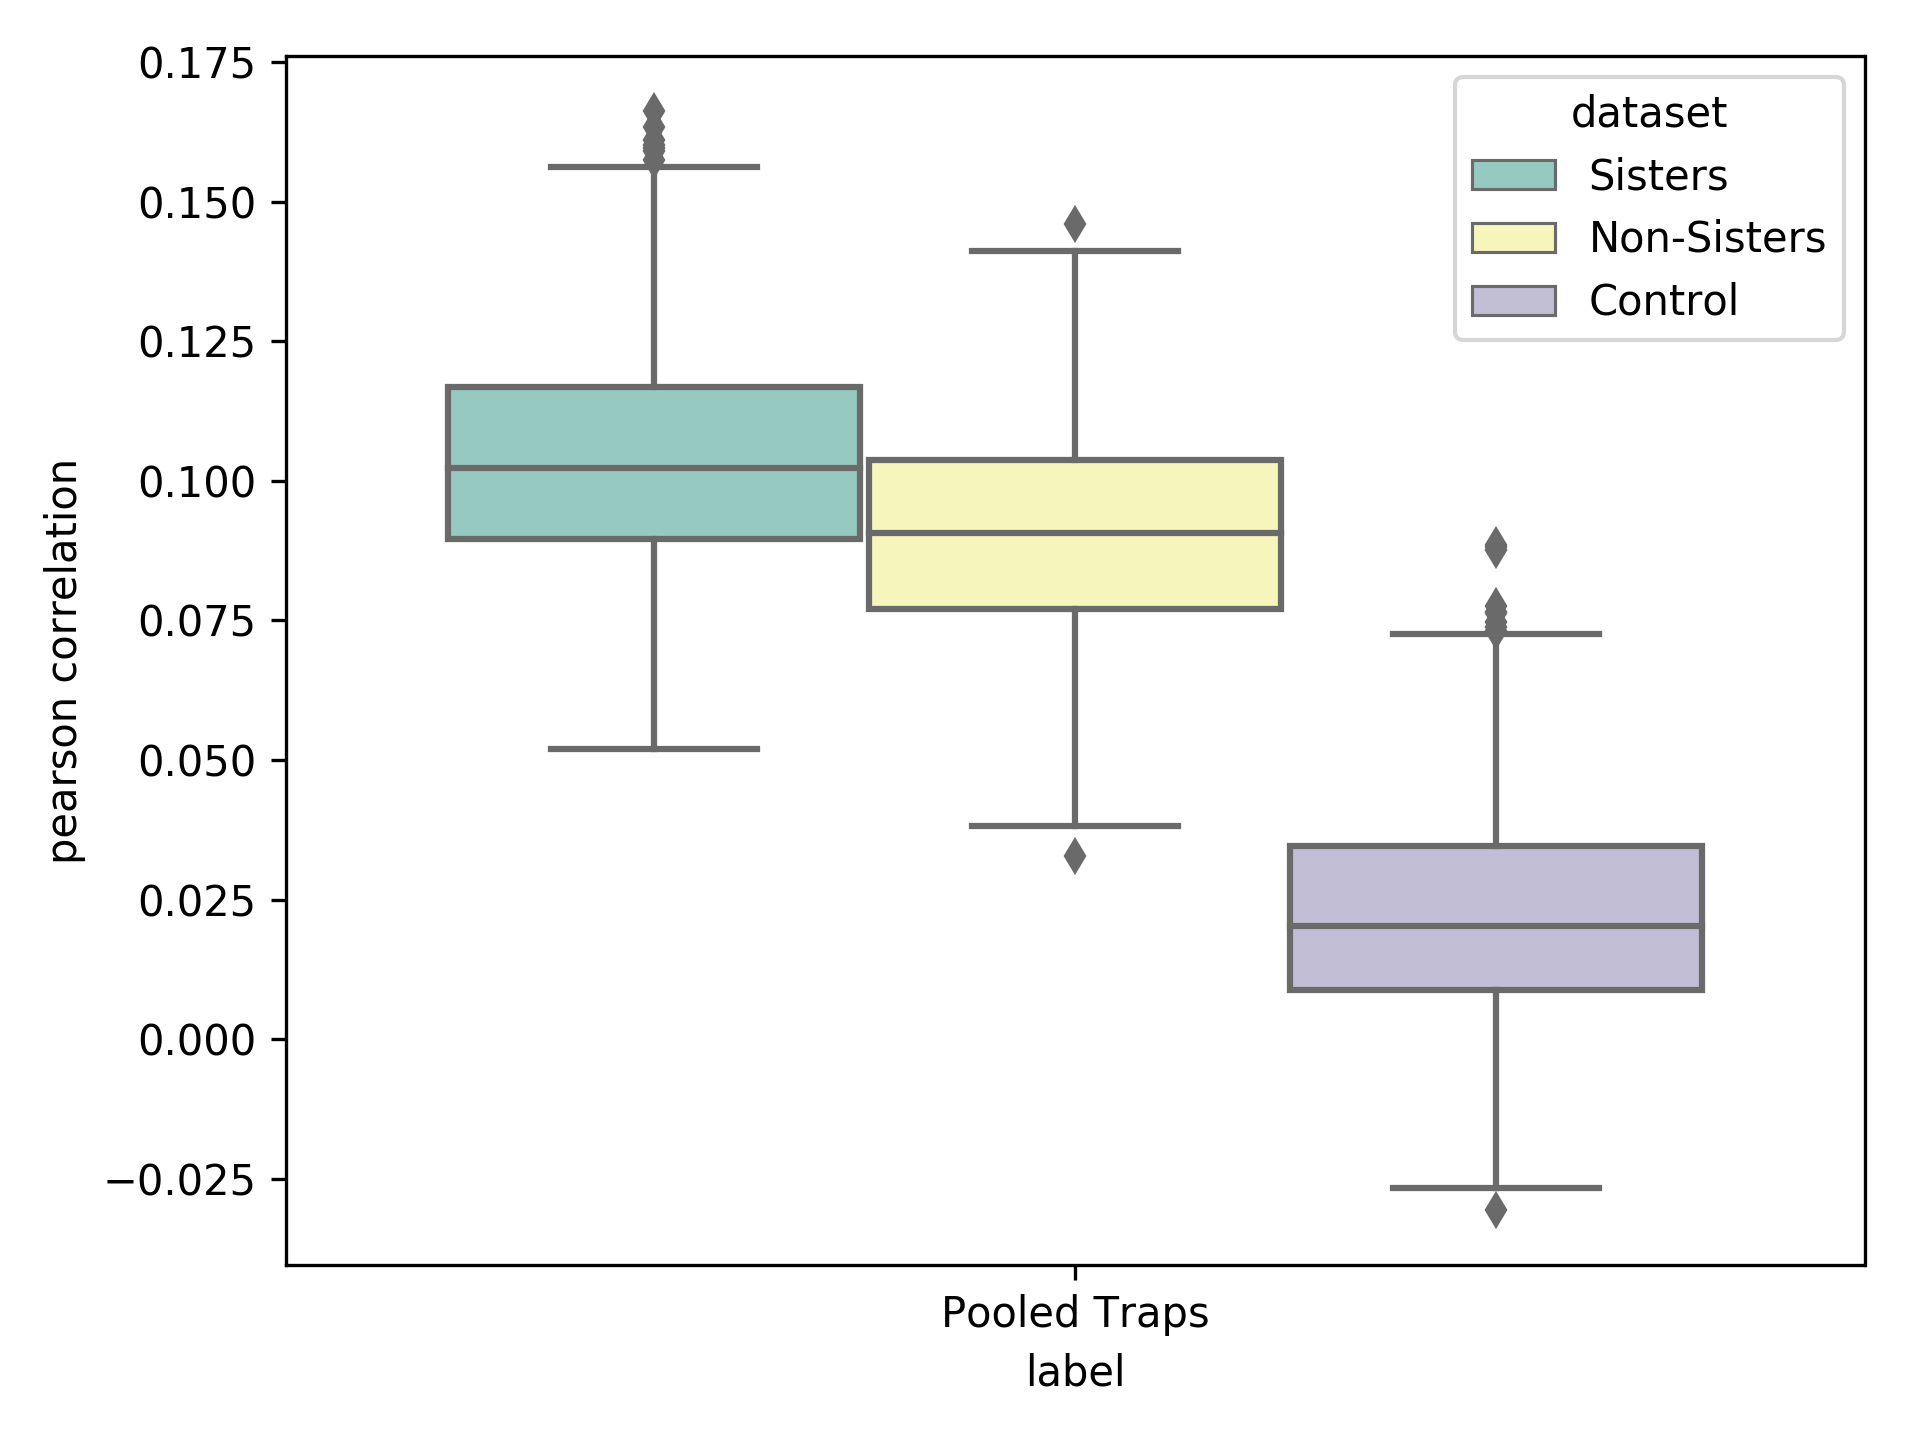 0.175
0.150
0.125
0.100
0.075
0.050
0.025
0.000
−0.025
pearson correlation
dataset
Sisters
Non-Sisters
Control
Pooled Traps
label